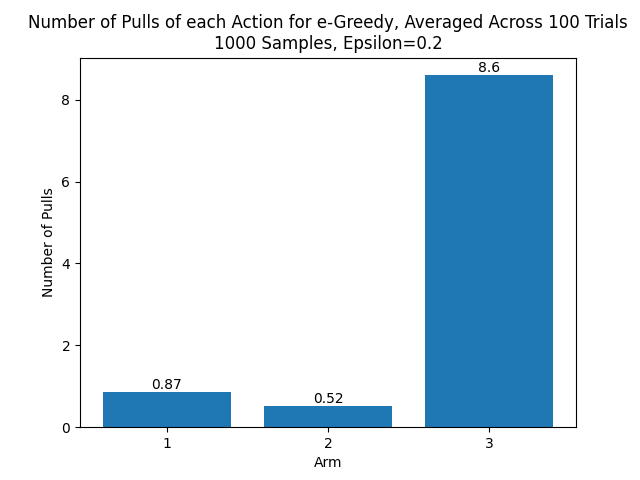 Number of Pulls of each Action for e-Greedy, Averaged Across 100 Trials
1000 Samples, Epsilon=0.2
8.6
8
6
Number of Pulls
4
2
0.87
0.52
0
1 2 3
Arm